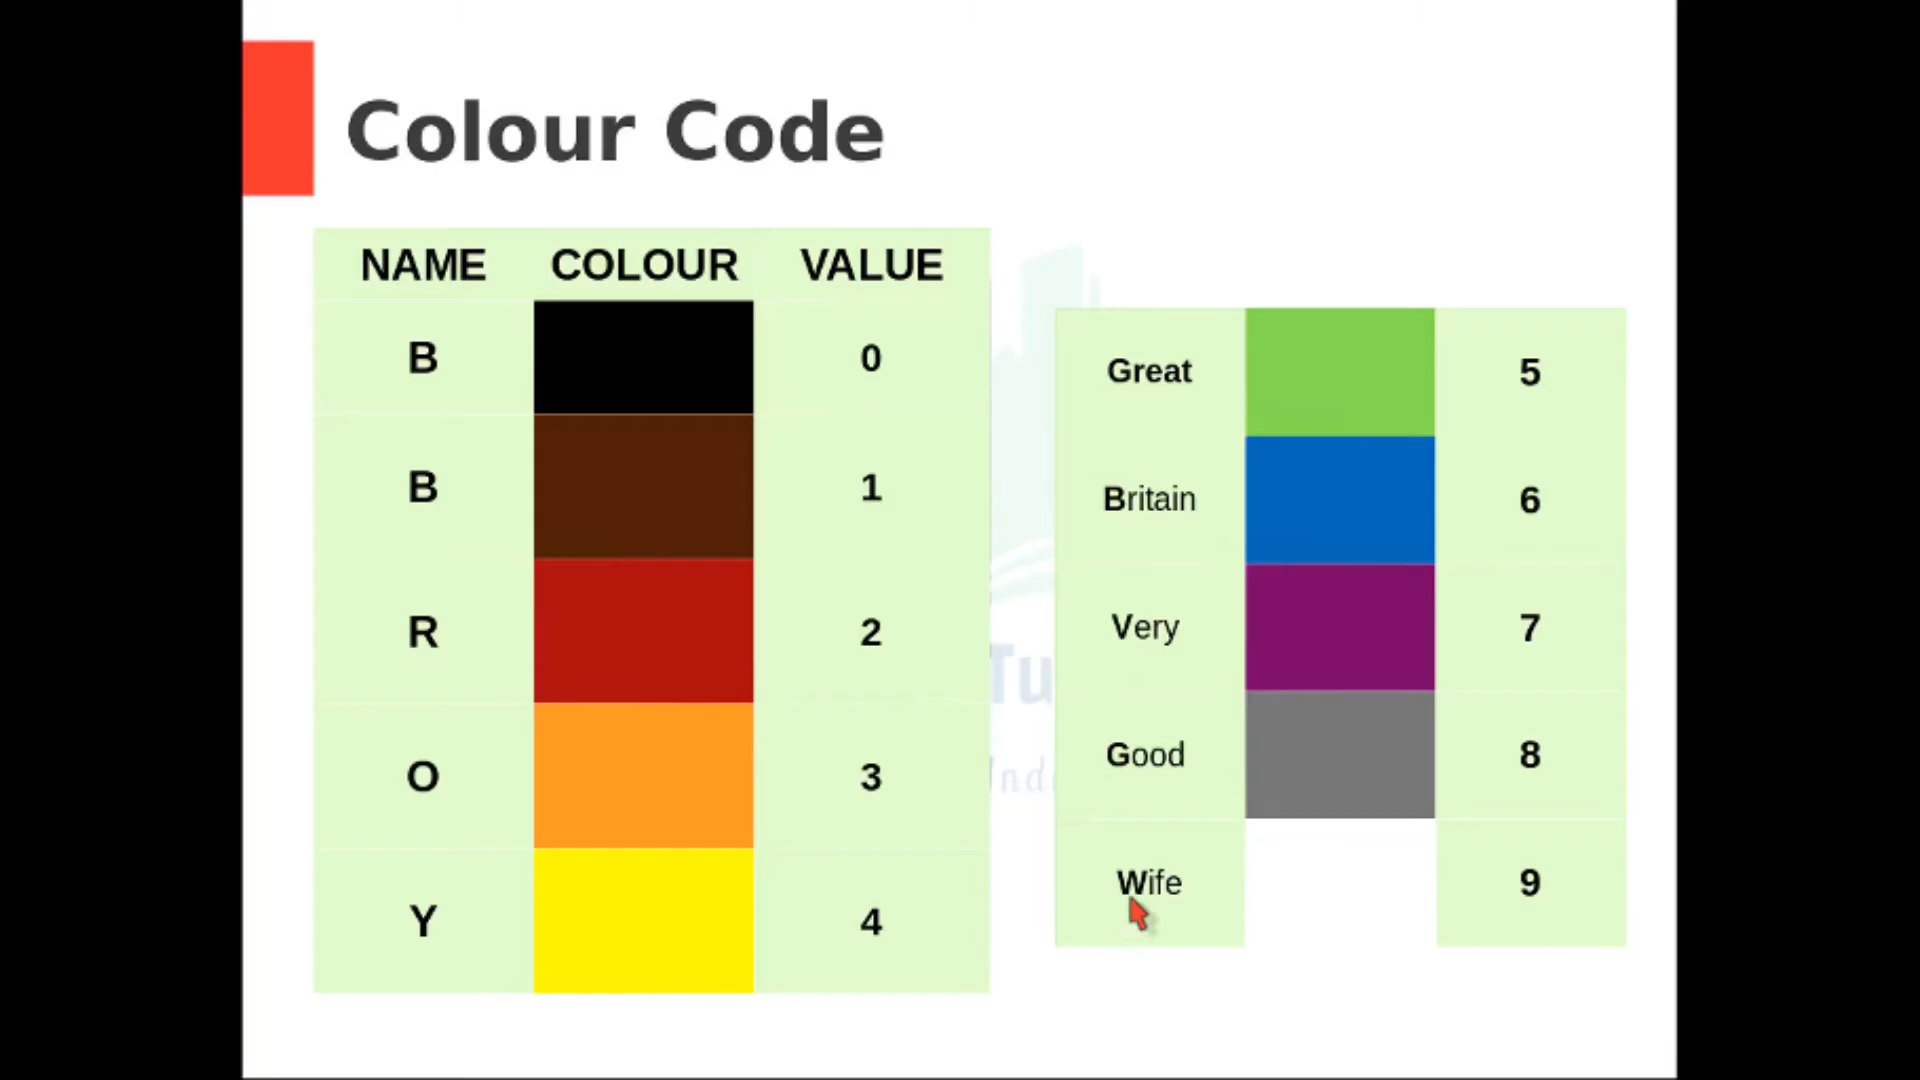 Colour Code
NAME COLOUR VALUE
B 0
B 1
R 2
O 3
Y 4
Great 5
Britain 6
Very 7
Good 8
Wife 9
Tu